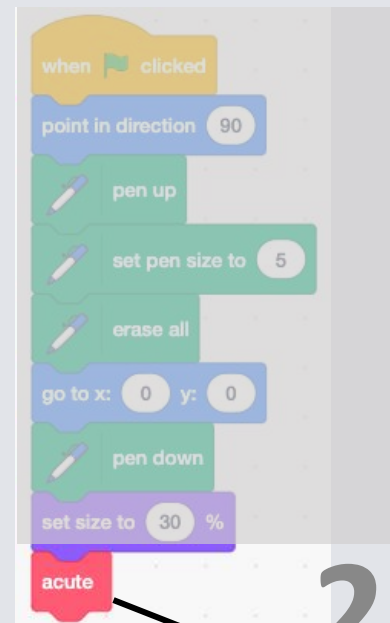 when clicked
point in direction 90
pen up
set pen size to 5
erase all
go to x: 0 y: 0
pen down
set size to 30 %
acute
2